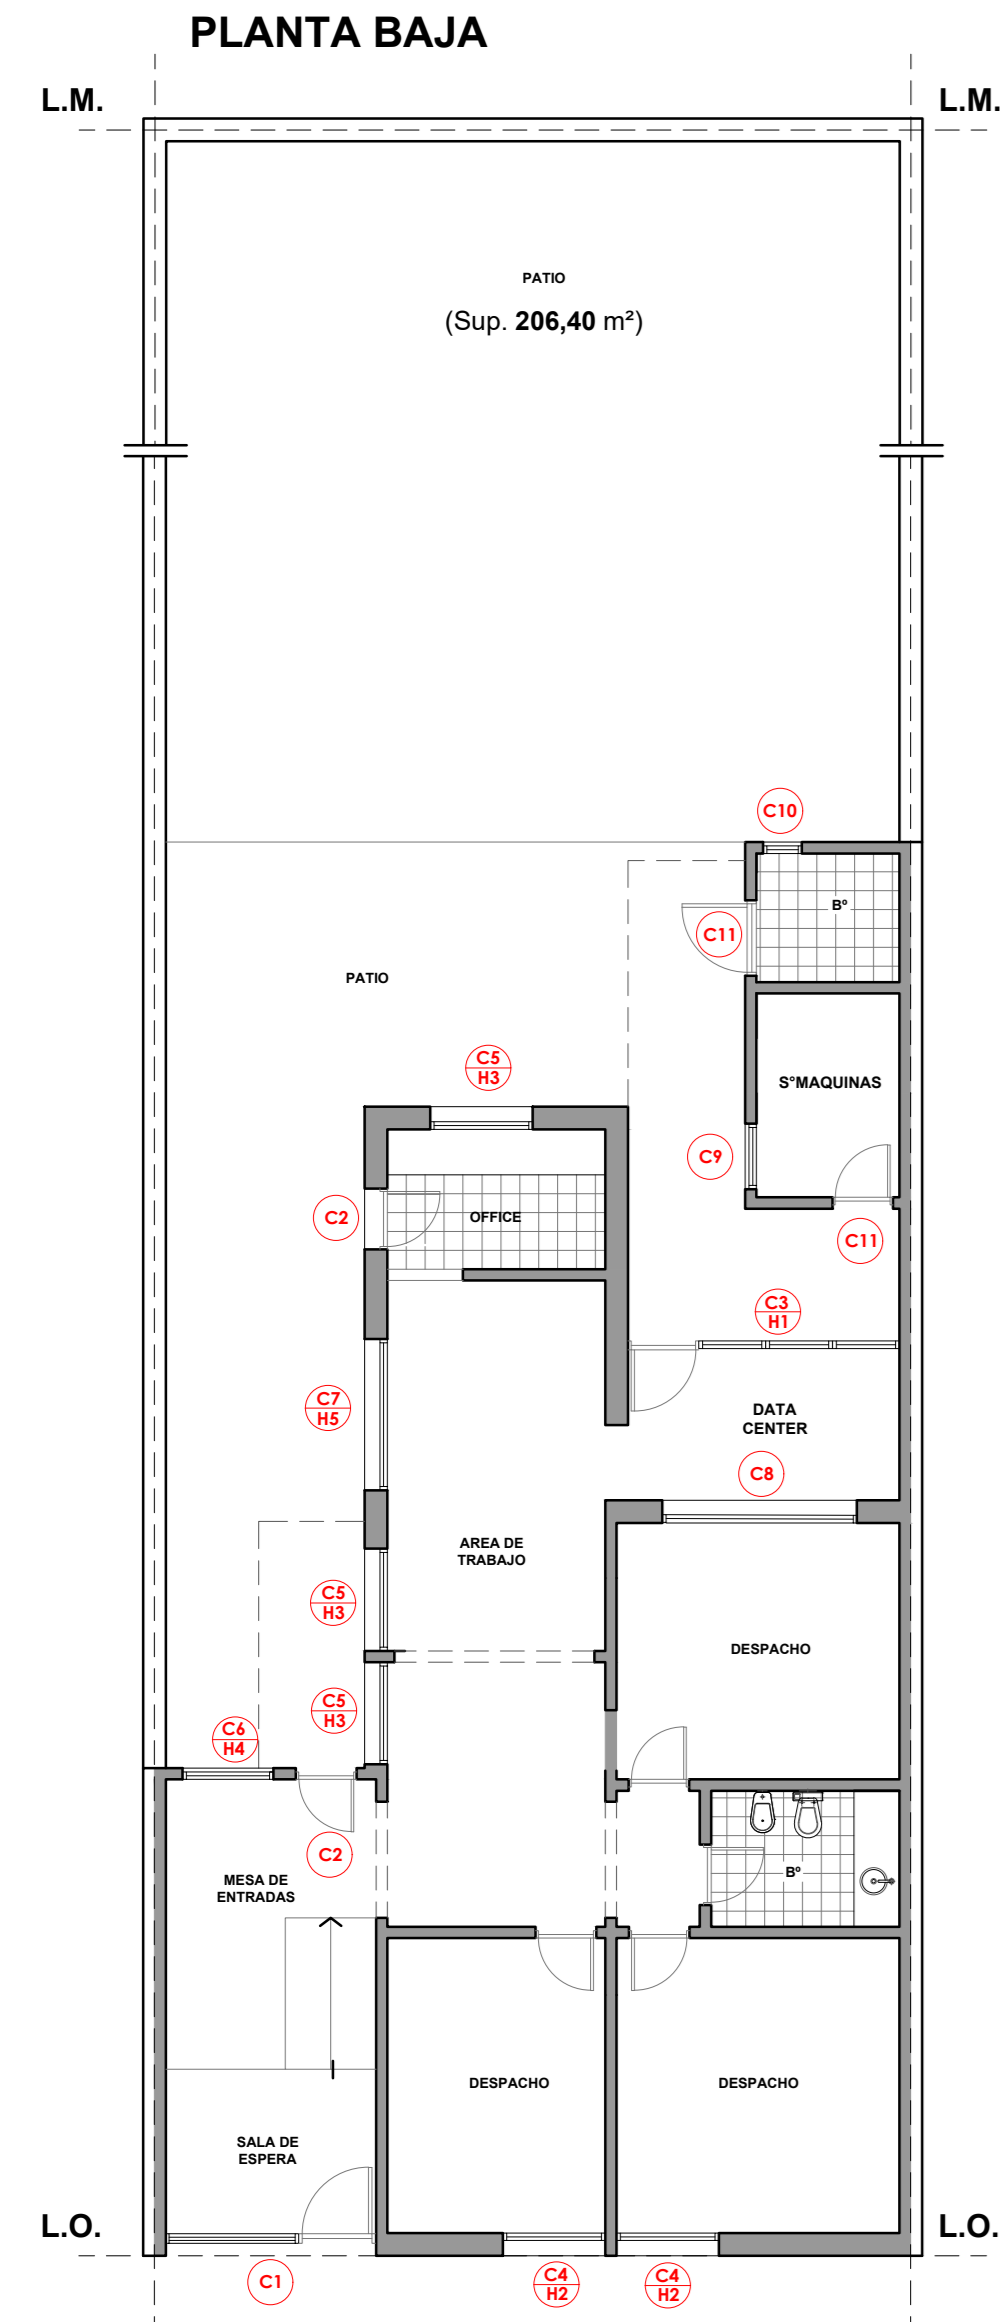 PLANTA BAJA
L.M.
L.M.
PATIO
(Sup. 206,40 m²)
C10
Bº
C11
PATIO
C5
H3
S°MAQUINAS
C9
C2
OFFICE
C11
C3
H1
C7
H5
DATA
CENTER
C8
AREA DE
TRABAJO
C5
H3
DESPACHO
C5
H3
C6
H4
C2
MESA DE
ENTRADAS
Bº
DESPACHO
DESPACHO
SALA DE
ESPERA
L.O.
L.O.
C1
C4
H2
C4
H2